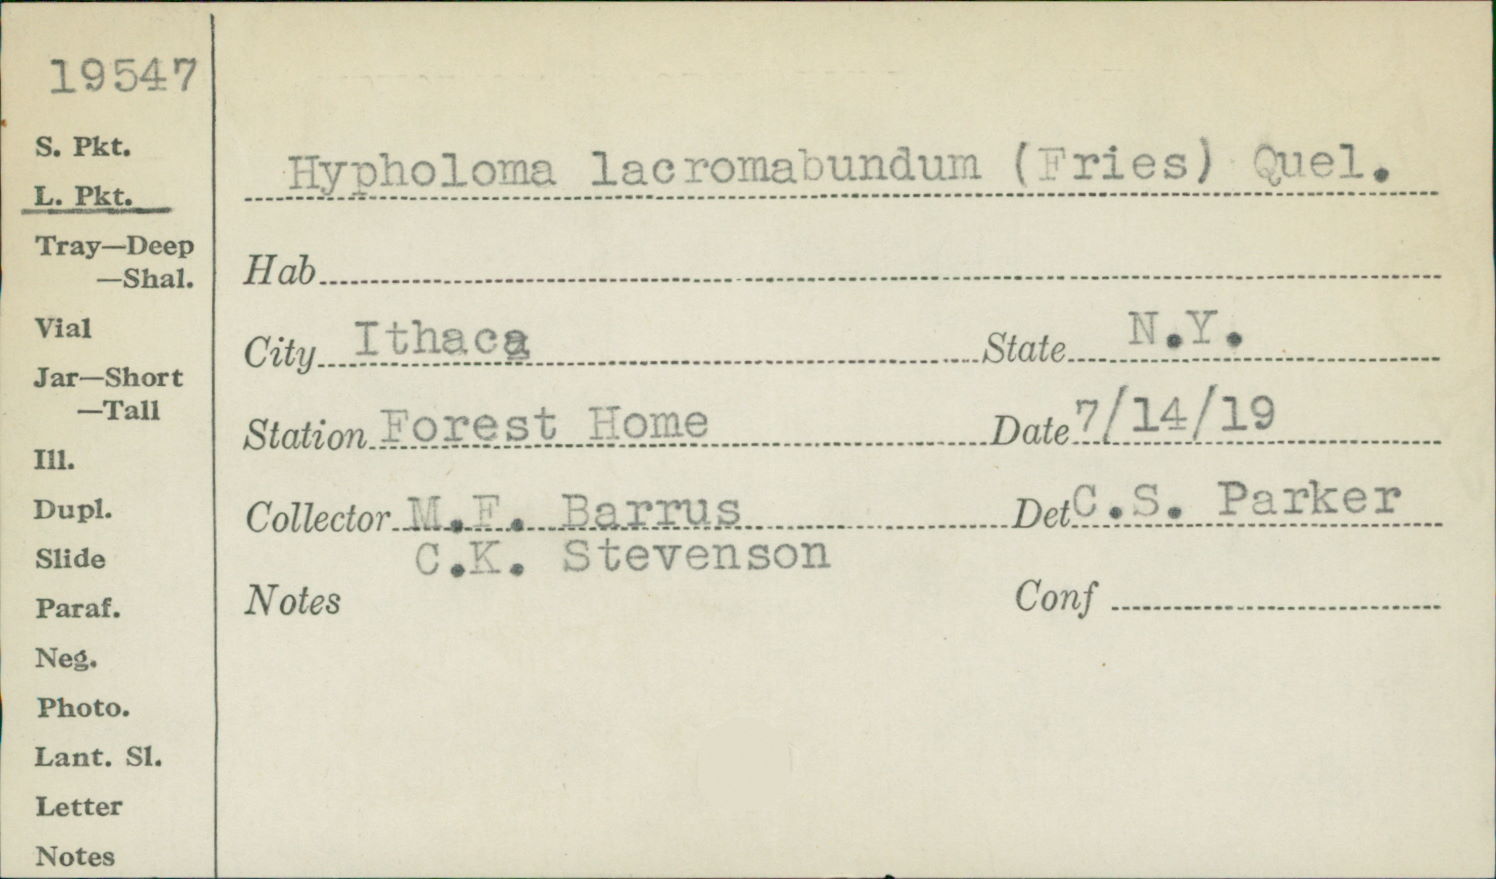 19547
S. Pkt.
L. Pkt.
Tray—Deep
—Shal.
Vial
Jar—Short
—Tall
Ill.
Dupl.
Slide
Paraf.
Neg.
Photo.
Lant. Sl.
Letter
Notes
Hypholoma lacromabundum (Fries) Quel.
Hab
City Ithaca State N.Y.
Station Forest Home Date 7/14/19
Collector M.F. Barrus Det C.S. Parker
C.K. Stevenson
Notes Conf